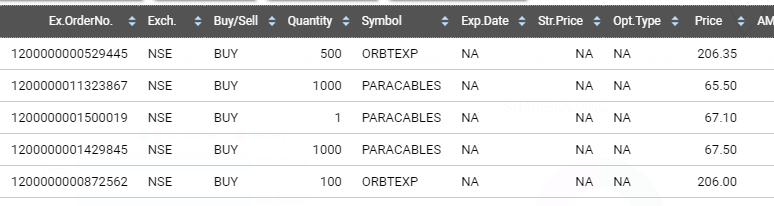 Ex.OrderNo. Exch. Buy/Sell Quantity Symbol Exp.Date Str.Price Opt.Type Price AM
1200000000529445 NSE BUY 500 ORBTEXP NA NA NA 206.35
1200000011323867 NSE BUY 1000 PARACABLES NA NA NA 65.50
1200000001500019 NSE BUY 1 PARACABLES NA NA NA 67.10
1200000001429845 NSE BUY 1000 PARACABLES NA NA NA 67.50
1200000000872562 NSE BUY 100 ORBTEXP NA NA NA 206.00